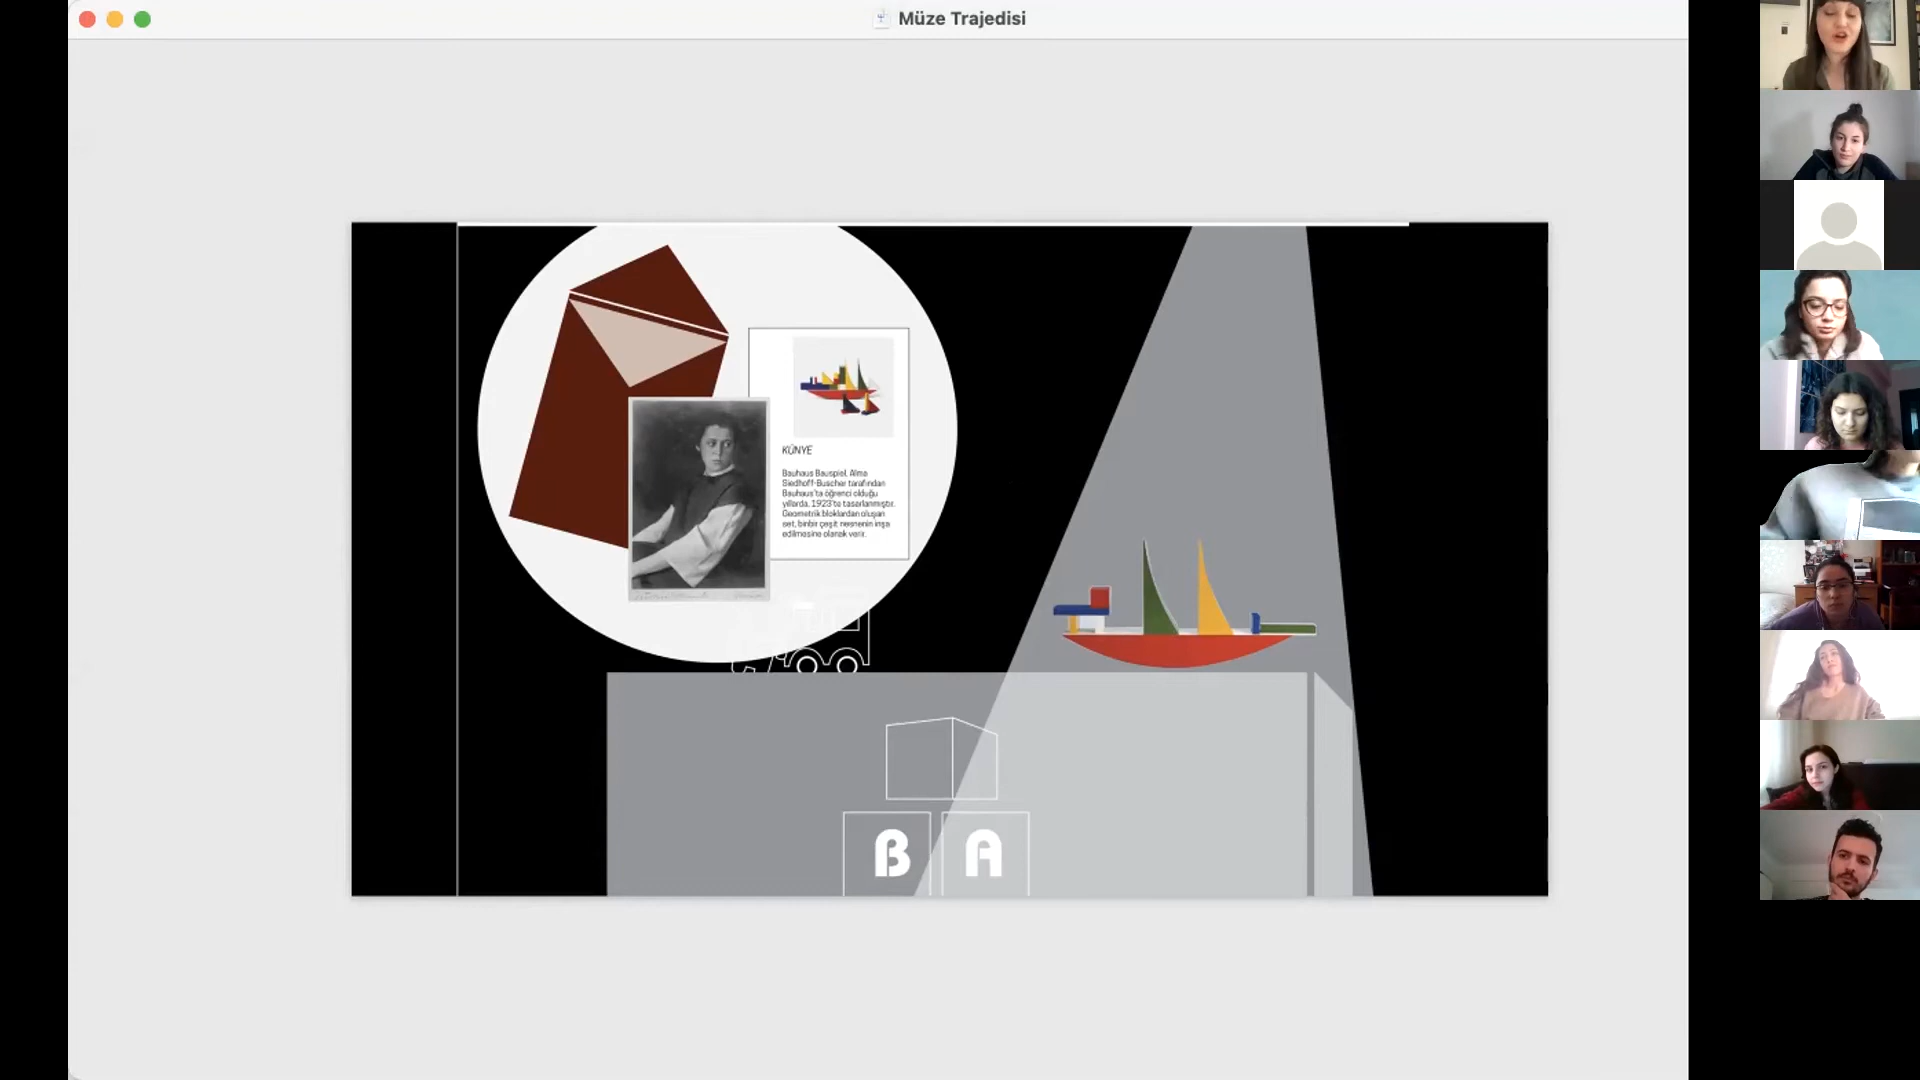 Müze Trajedisi
KÜNYE
Bauhaus Bauspiel, Alma
Siedhoff-Buscher tarafından
Bauhaus'ta öğrenci olduğu
yıllarda, 1923'te tasarlanmıştır.
Geometrik bloklardan oluşan
set, binbir çeşit nesnenin inşa
edilmesine olanak verir.
B A